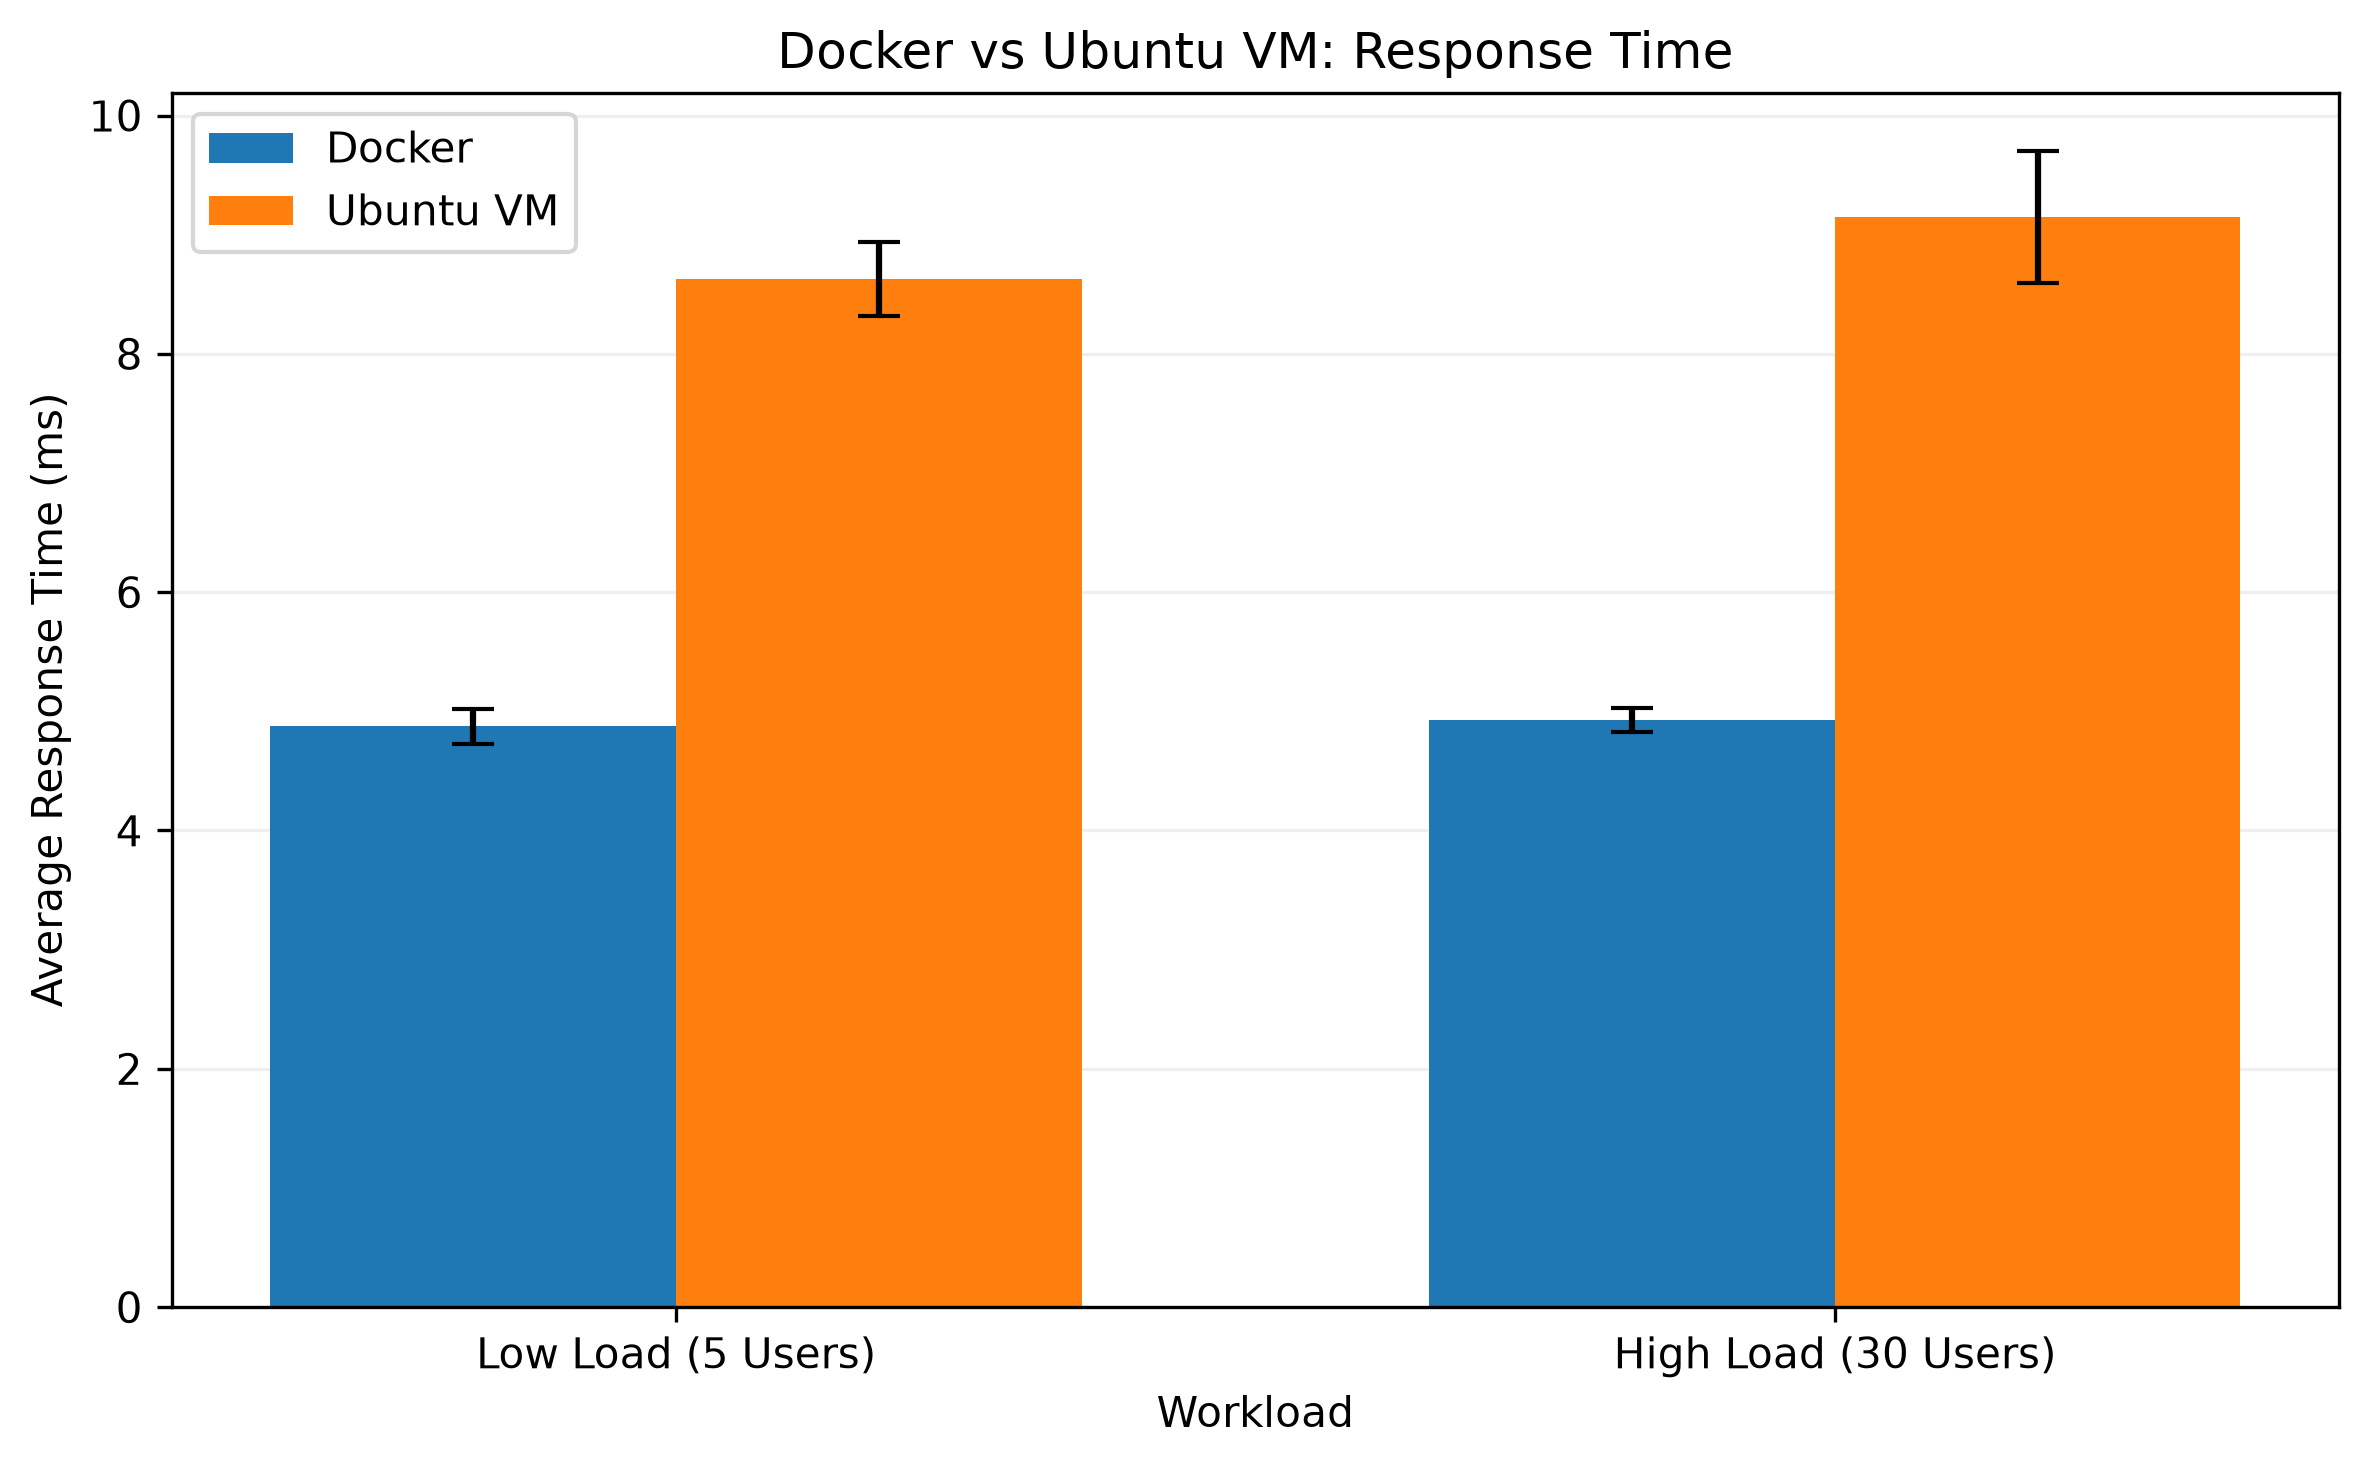 Docker vs Ubuntu VM: Response Time
Docker
Ubuntu VM
Average Response Time (ms)
10
8
6
4
2
0
Low Load (5 Users)
High Load (30 Users)
Workload